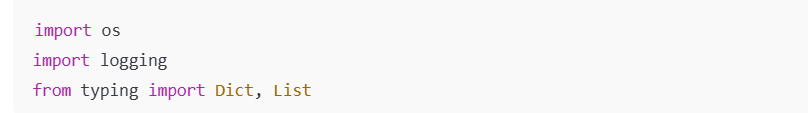 import os
import logging
from typing import Dict, List